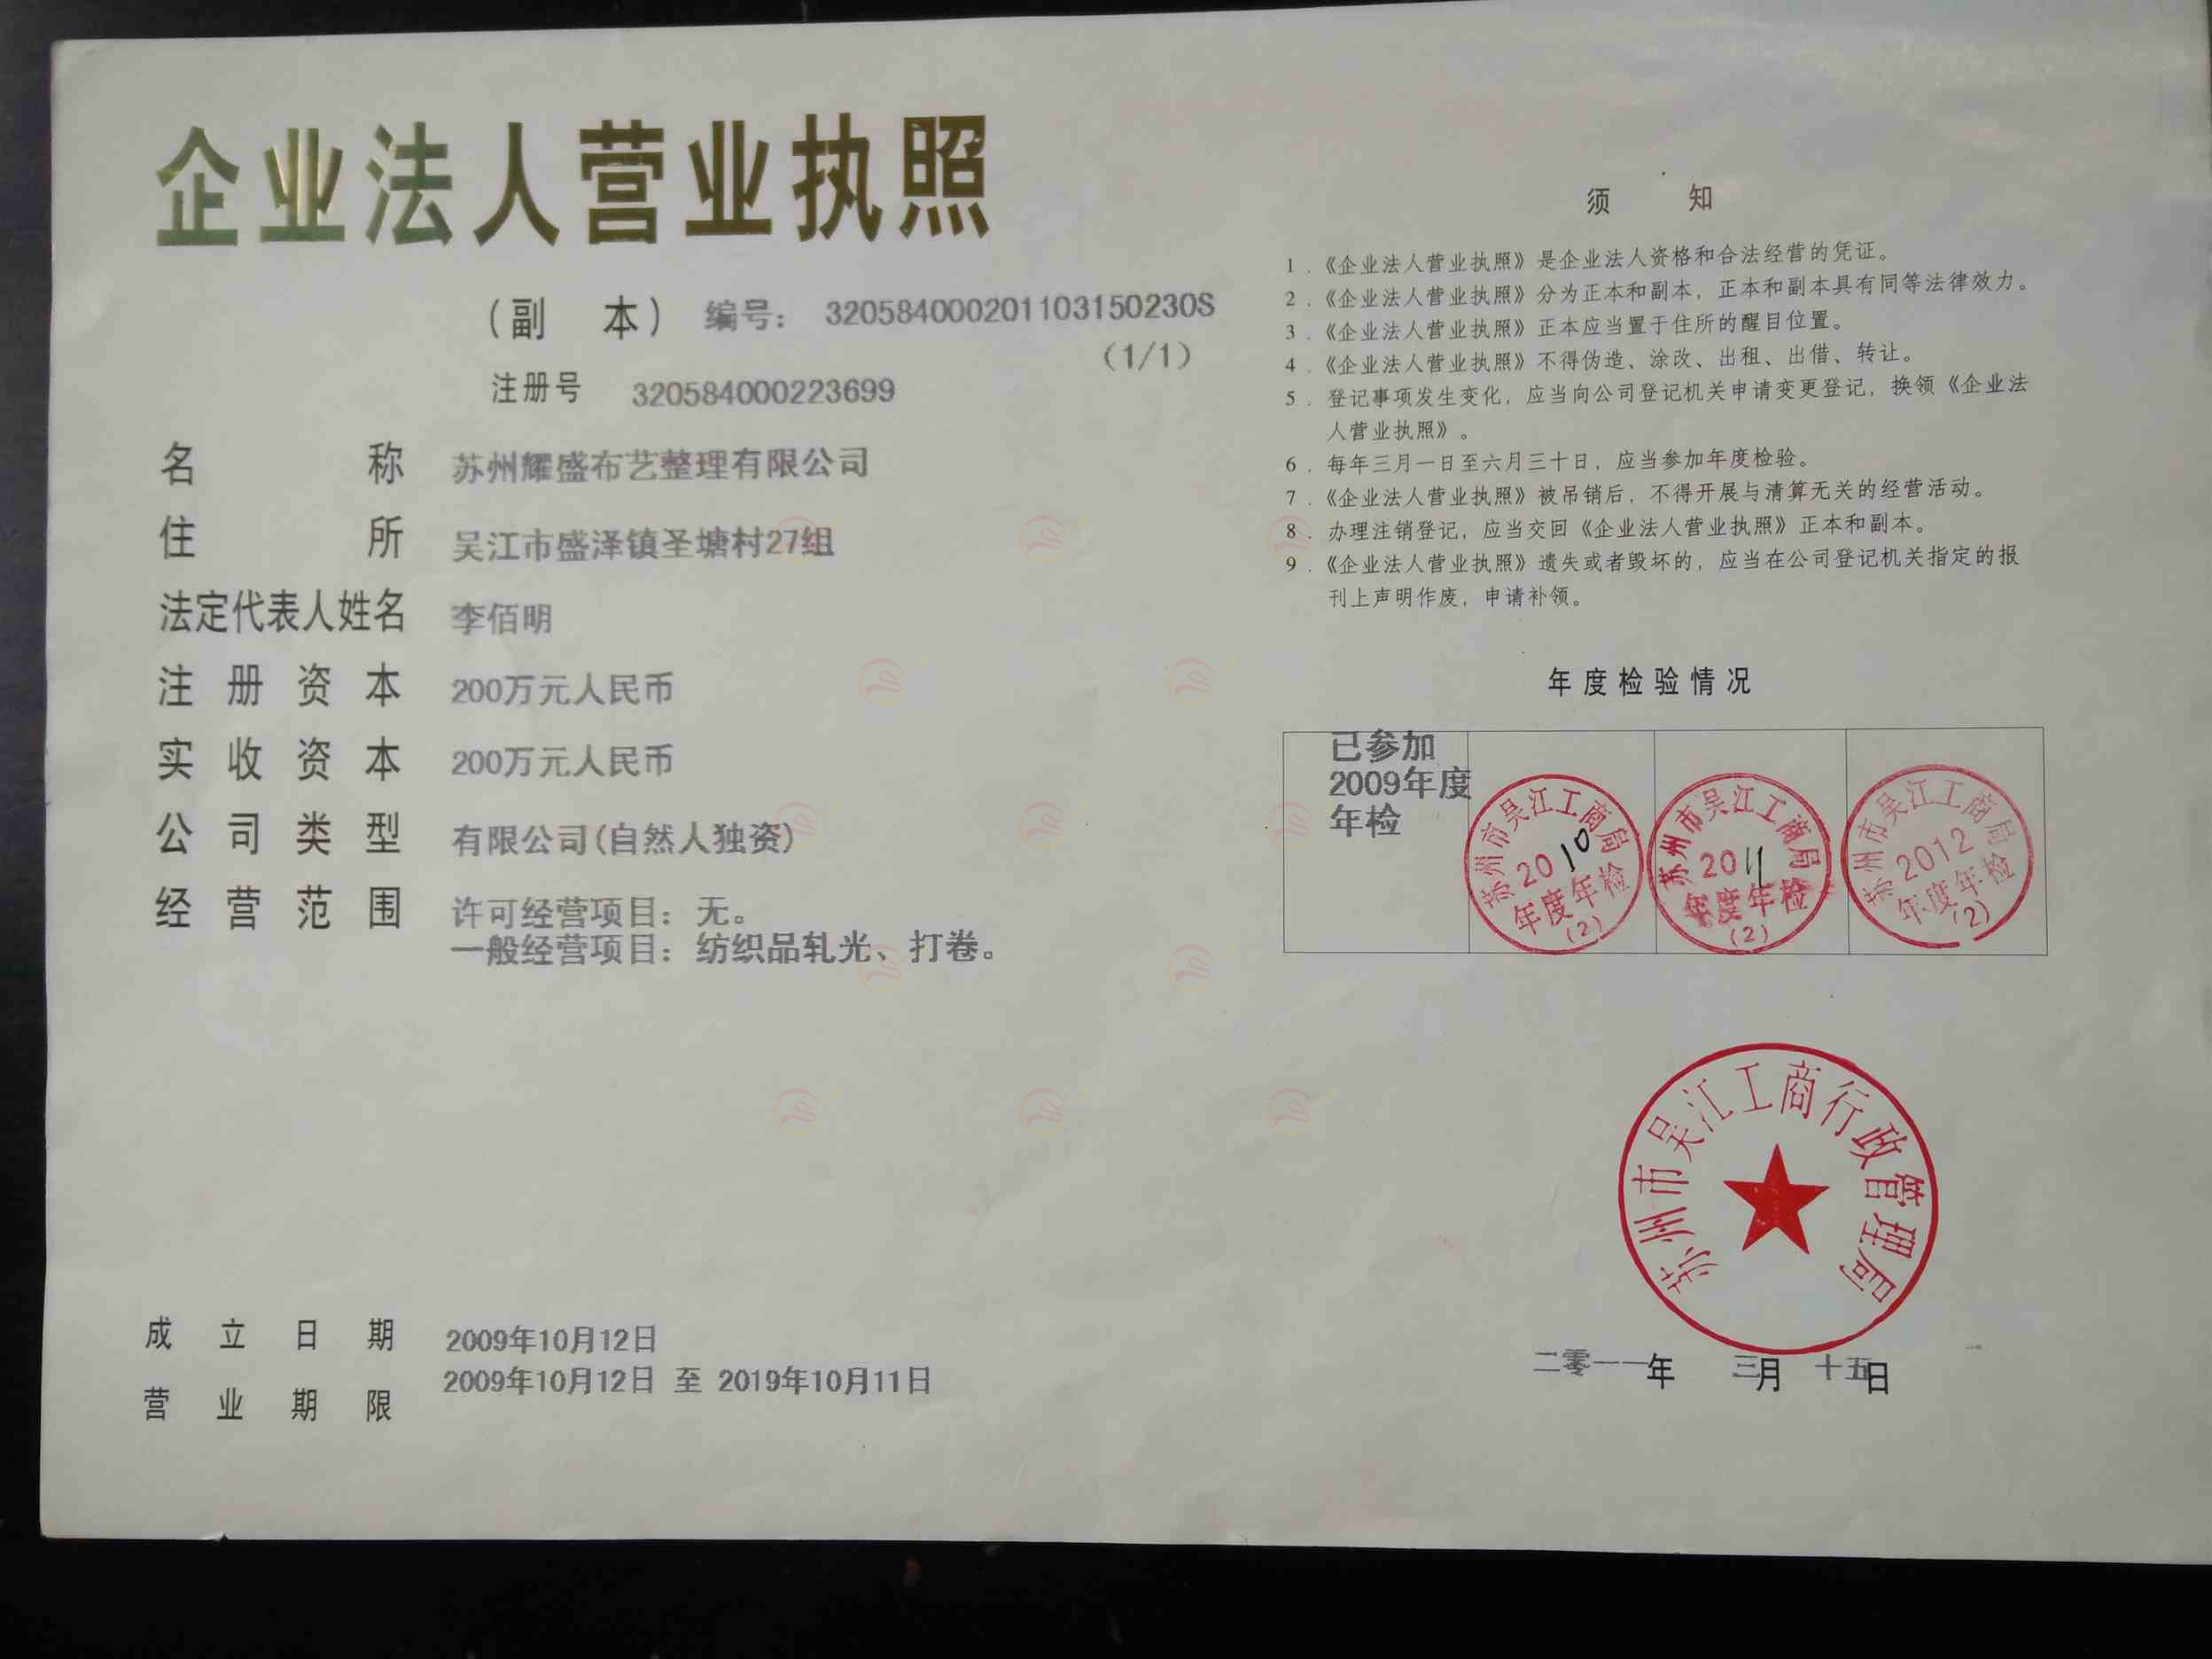 企业法人营业执照
（副 本） 编号： 320584000201103150230S
（1/1）
注册号 320584000223699
名称 苏州耀盛布艺整理有限公司
住所 吴江市盛泽镇圣塘村27组
法定代表人姓名 李佰明
注册资本 200万元人民币
实收资本 200万元人民币
公司类型 有限公司(自然人独资)
经营范围 许可经营项目：无。
一般经营项目：纺织品轧光、打卷。
成立日期 2009年10月12日
营业期限 2009年10月12日 至 2019年10月11日
须 知
1．《企业法人营业执照》是企业法人资格和合法经营的凭证。
2．《企业法人营业执照》分为正本和副本，正本和副本具有同等法律效力。
3．《企业法人营业执照》正本应当置于住所的醒目位置。
4．《企业法人营业执照》不得伪造、涂改、出租、出借、转让。
5．登记事项发生变化，应当向公司登记机关申请变更登记，换领《企业法
人营业执照》。
6．每年三月一日至六月三十日，应当参加年度检验。
7．《企业法人营业执照》被吊销后，不得开展与清算无关的经营活动。
8．办理注销登记，应当交回《企业法人营业执照》正本和副本。
9．《企业法人营业执照》遗失或者毁坏的，应当在公司登记机关指定的报
刊上声明作废，申请补领。
年度检验情况
已参加
2009年度
年检
苏州市吴江工商局
2010
年度年检
(2)
苏州市吴江工商局
2011
年度年检
(2)
苏州市吴江工商局
2012
年度年检
(2)
苏州市吴江工商行政管理局
二零一一年 三月 十五日